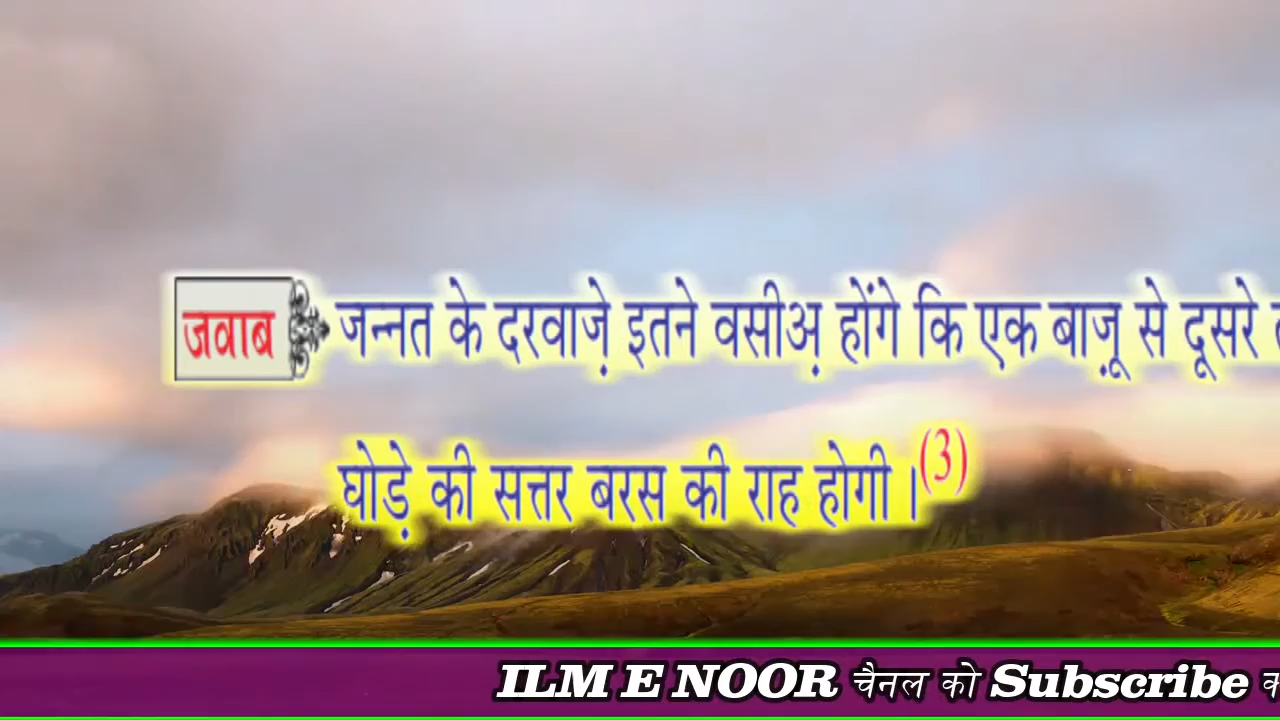 जवाब जन्नत के दरवाज़े इतने वसीअ़ होंगे कि एक बाज़ू से दूसरे
घोड़े की सत्तर बरस की राह होगी ।(3)
ILM E NOOR चैनल को Subscribe